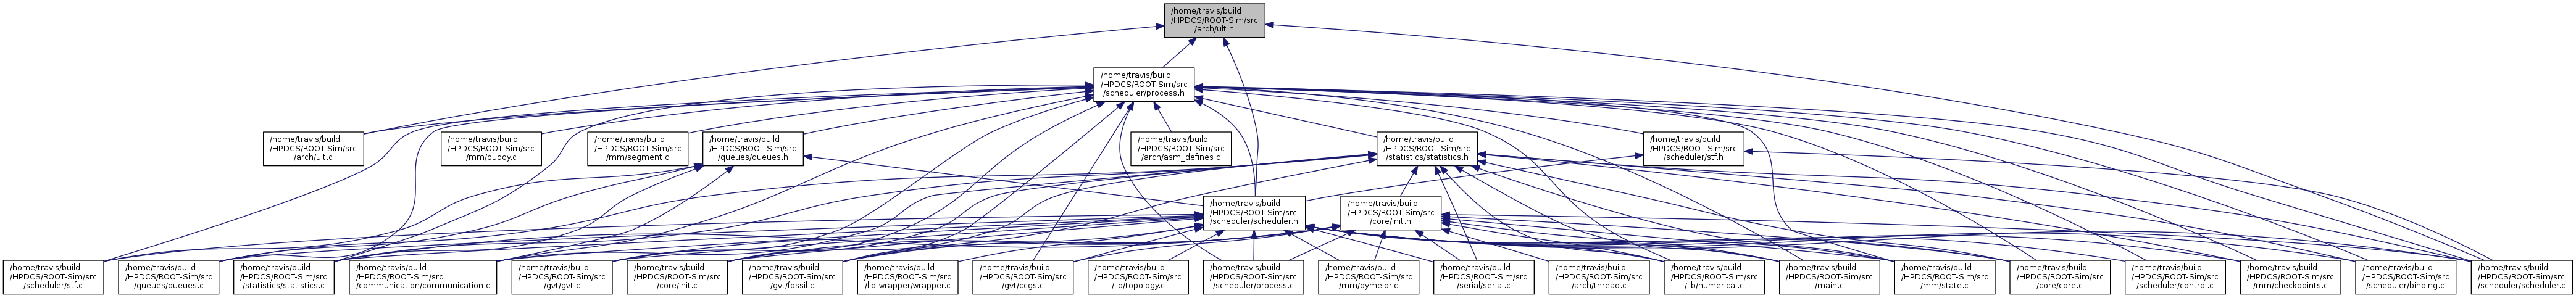 /home/travis/build
/HPDCS/ROOT-Sim/src
/arch/ult.h
/home/travis/build
/HPDCS/ROOT-Sim/src
/scheduler/process.h
/home/travis/build
/HPDCS/ROOT-Sim/src
/arch/ult.c
/home/travis/build
/HPDCS/ROOT-Sim/src
/mm/buddy.c
/home/travis/build
/HPDCS/ROOT-Sim/src
/mm/segment.c
/home/travis/build
/HPDCS/ROOT-Sim/src
/queues/queues.h
/home/travis/build
/HPDCS/ROOT-Sim/src
/arch/asm_defines.c
/home/travis/build
/HPDCS/ROOT-Sim/src
/statistics/statistics.h
/home/travis/build
/HPDCS/ROOT-Sim/src
/scheduler/stf.h
/home/travis/build
/HPDCS/ROOT-Sim/src
/scheduler/scheduler.h
/home/travis/build
/HPDCS/ROOT-Sim/src
/core/init.h
/home/travis/build
/HPDCS/ROOT-Sim/src
/scheduler/stf.c
/home/travis/build
/HPDCS/ROOT-Sim/src
/queues/queues.c
/home/travis/build
/HPDCS/ROOT-Sim/src
/statistics/statistics.c
/home/travis/build
/HPDCS/ROOT-Sim/src
/communication/communication.c
/home/travis/build
/HPDCS/ROOT-Sim/src
/gvt/gvt.c
/home/travis/build
/HPDCS/ROOT-Sim/src
/core/init.c
/home/travis/build
/HPDCS/ROOT-Sim/src
/gvt/fossil.c
/home/travis/build
/HPDCS/ROOT-Sim/src
/lib-wrapper/wrapper.c
/home/travis/build
/HPDCS/ROOT-Sim/src
/gvt/ccgs.c
/home/travis/build
/HPDCS/ROOT-Sim/src
/lib/topology.c
/home/travis/build
/HPDCS/ROOT-Sim/src
/scheduler/process.c
/home/travis/build
/HPDCS/ROOT-Sim/src
/mm/dymelor.c
/home/travis/build
/HPDCS/ROOT-Sim/src
/serial/serial.c
/home/travis/build
/HPDCS/ROOT-Sim/src
/arch/thread.c
/home/travis/build
/HPDCS/ROOT-Sim/src
/lib/numerical.c
/home/travis/build
/HPDCS/ROOT-Sim/src
/main.c
/home/travis/build
/HPDCS/ROOT-Sim/src
/mm/state.c
/home/travis/build
/HPDCS/ROOT-Sim/src
/core/core.c
/home/travis/build
/HPDCS/ROOT-Sim/src
/scheduler/control.c
/home/travis/build
/HPDCS/ROOT-Sim/src
/mm/checkpoints.c
/home/travis/build
/HPDCS/ROOT-Sim/src
/scheduler/binding.c
/home/travis/build
/HPDCS/ROOT-Sim/src
/scheduler/scheduler.c